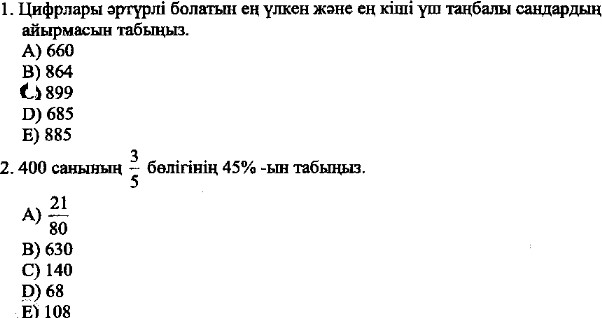 1. Цифрлары әртүрлі болатын ең үлкен және ең кіші үш таңбалы сандардың
айырмасын табыңыз.
A) 660
B) 864
C) 899
D) 685
E) 885
2. 400 санының 3/5 бөлігінің 45% -ын табыңыз.
A) 21/80
B) 630
C) 140
D) 68
E) 108